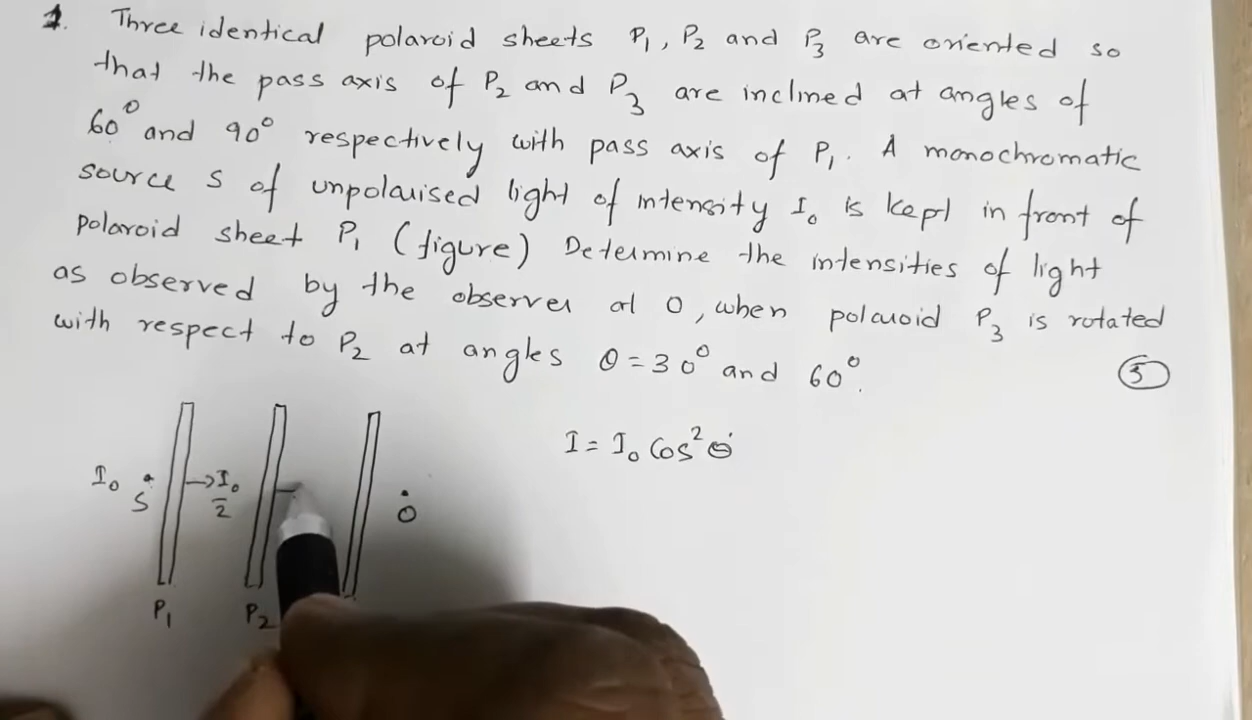 1. Three identical polaroid sheets P₁, P₂ and P₃ are oriented so
that the pass axis of P₂ and P₃ are inclined at angles of
60⁰ and 90⁰ respectively with pass axis of P₁. A monochromatic
source S of unpolarised light of intensity I₀ is kept in front of
polaroid sheet P₁ (figure) Determine the intensities of light
as observed by the observer at O, when polaroid P₃ is rotated
with respect to P₂ at angles θ = 30⁰ and 60⁰.
3
I = I₀ Cos²θ
I₀ S → I₀/2 O
P₁ P₂